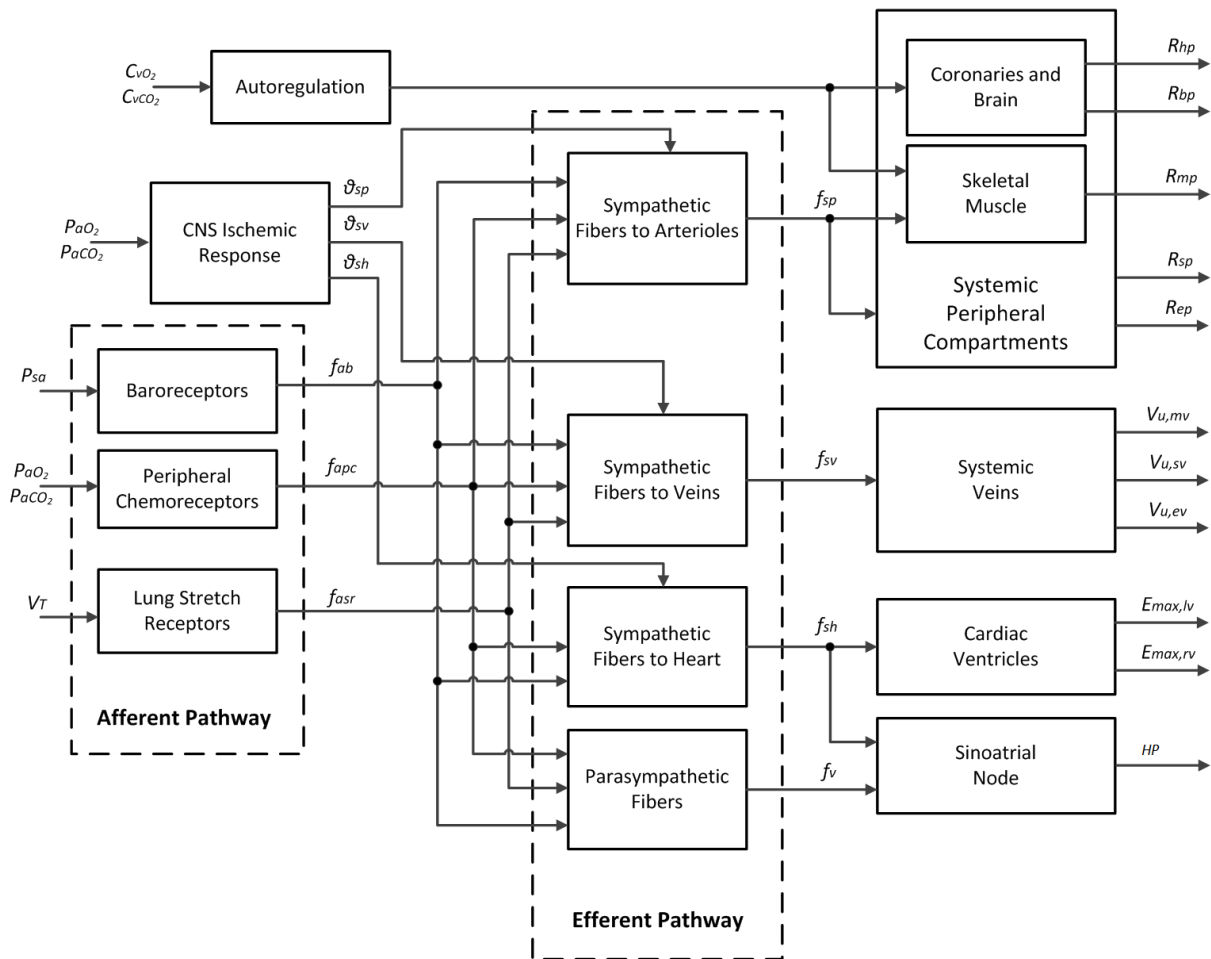 CvO2
CvCO2
Autoregulation
Coronaries and
Brain
Rhp
Rbp
Skeletal
Muscle
Rmp
Systemic
Peripheral
Compartments
Rsp
Rep
PaO2
PaCO2
CNS Ischemic
Response
ϑsp
ϑsv
ϑsh
Sympathetic
Fibers to Arterioles
fsp
Psa
Baroreceptors
fab
PaO2
PaCO2
Peripheral
Chemoreceptors
fapc
VT
Lung Stretch
Receptors
fasr
Afferent Pathway
Sympathetic
Fibers to Veins
fsv
Systemic
Veins
Vu,mv
Vu,sv
Vu,ev
Sympathetic
Fibers to Heart
fsh
Cardiac
Ventricles
Emax,lv
Emax,rv
Parasympathetic
Fibers
fv
Sinoatrial
Node
HP
Efferent Pathway